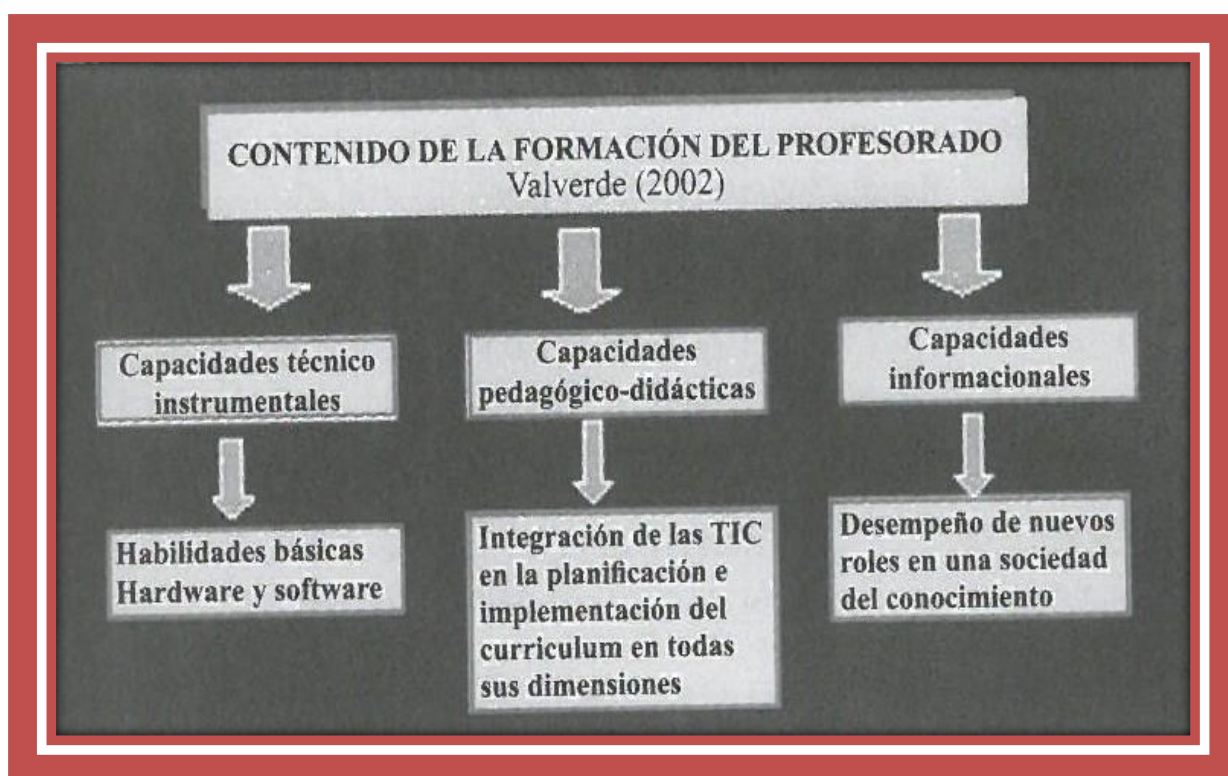 CONTENIDO DE LA FORMACIÓN DEL PROFESORADO
Valverde (2002)
Capacidades técnico
instrumentales
Capacidades
pedagógico-didácticas
Capacidades
informacionales
Habilidades básicas
Hardware y software
Integración de las TIC
en la planificación e
implementación del
curriculum en todas
sus dimensiones
Desempeño de nuevos
roles en una sociedad
del conocimiento